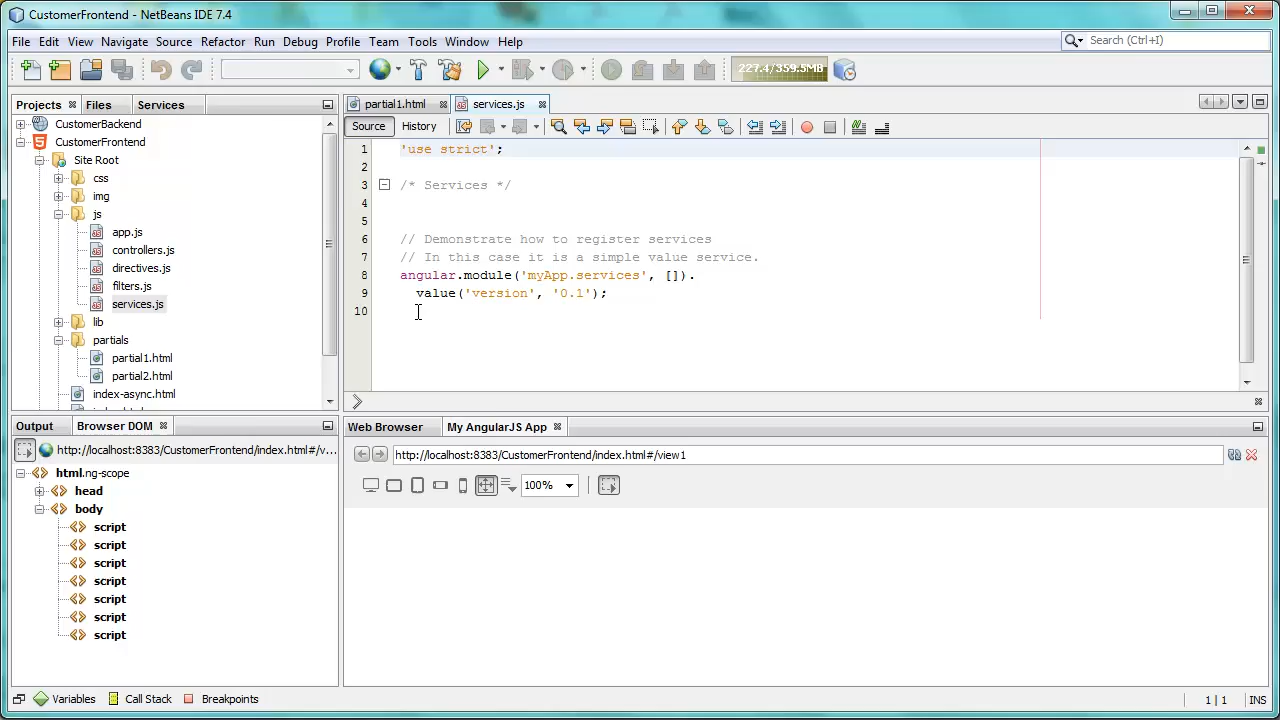 CustomerFrontend - NetBeans IDE 7.4
File Edit View Navigate Source Refactor Run Debug Profile Team Tools Window Help
Search (Ctrl+I)
227.4/359.5MB
Projects Files Services
CustomerBackend
CustomerFrontend
Site Root
css
img
js
app.js
controllers.js
directives.js
filters.js
services.js
lib
partials
partial1.html
partial2.html
index-async.html
partial1.html services.js
Source History
1 'use strict';
2
3 /* Services */
4
5
6 // Demonstrate how to register services
7 // In this case it is a simple value service.
8 angular.module('myApp.services', []).
9 value('version', '0.1');
10
Output Browser DOM
http://localhost:8383/CustomerFrontend/index.html#/v...
html.ng-scope
head
body
script
script
script
script
script
script
script
Web Browser My AngularJS App
http://localhost:8383/CustomerFrontend/index.html#/view1
100%
Variables Call Stack Breakpoints
1 | 1 INS